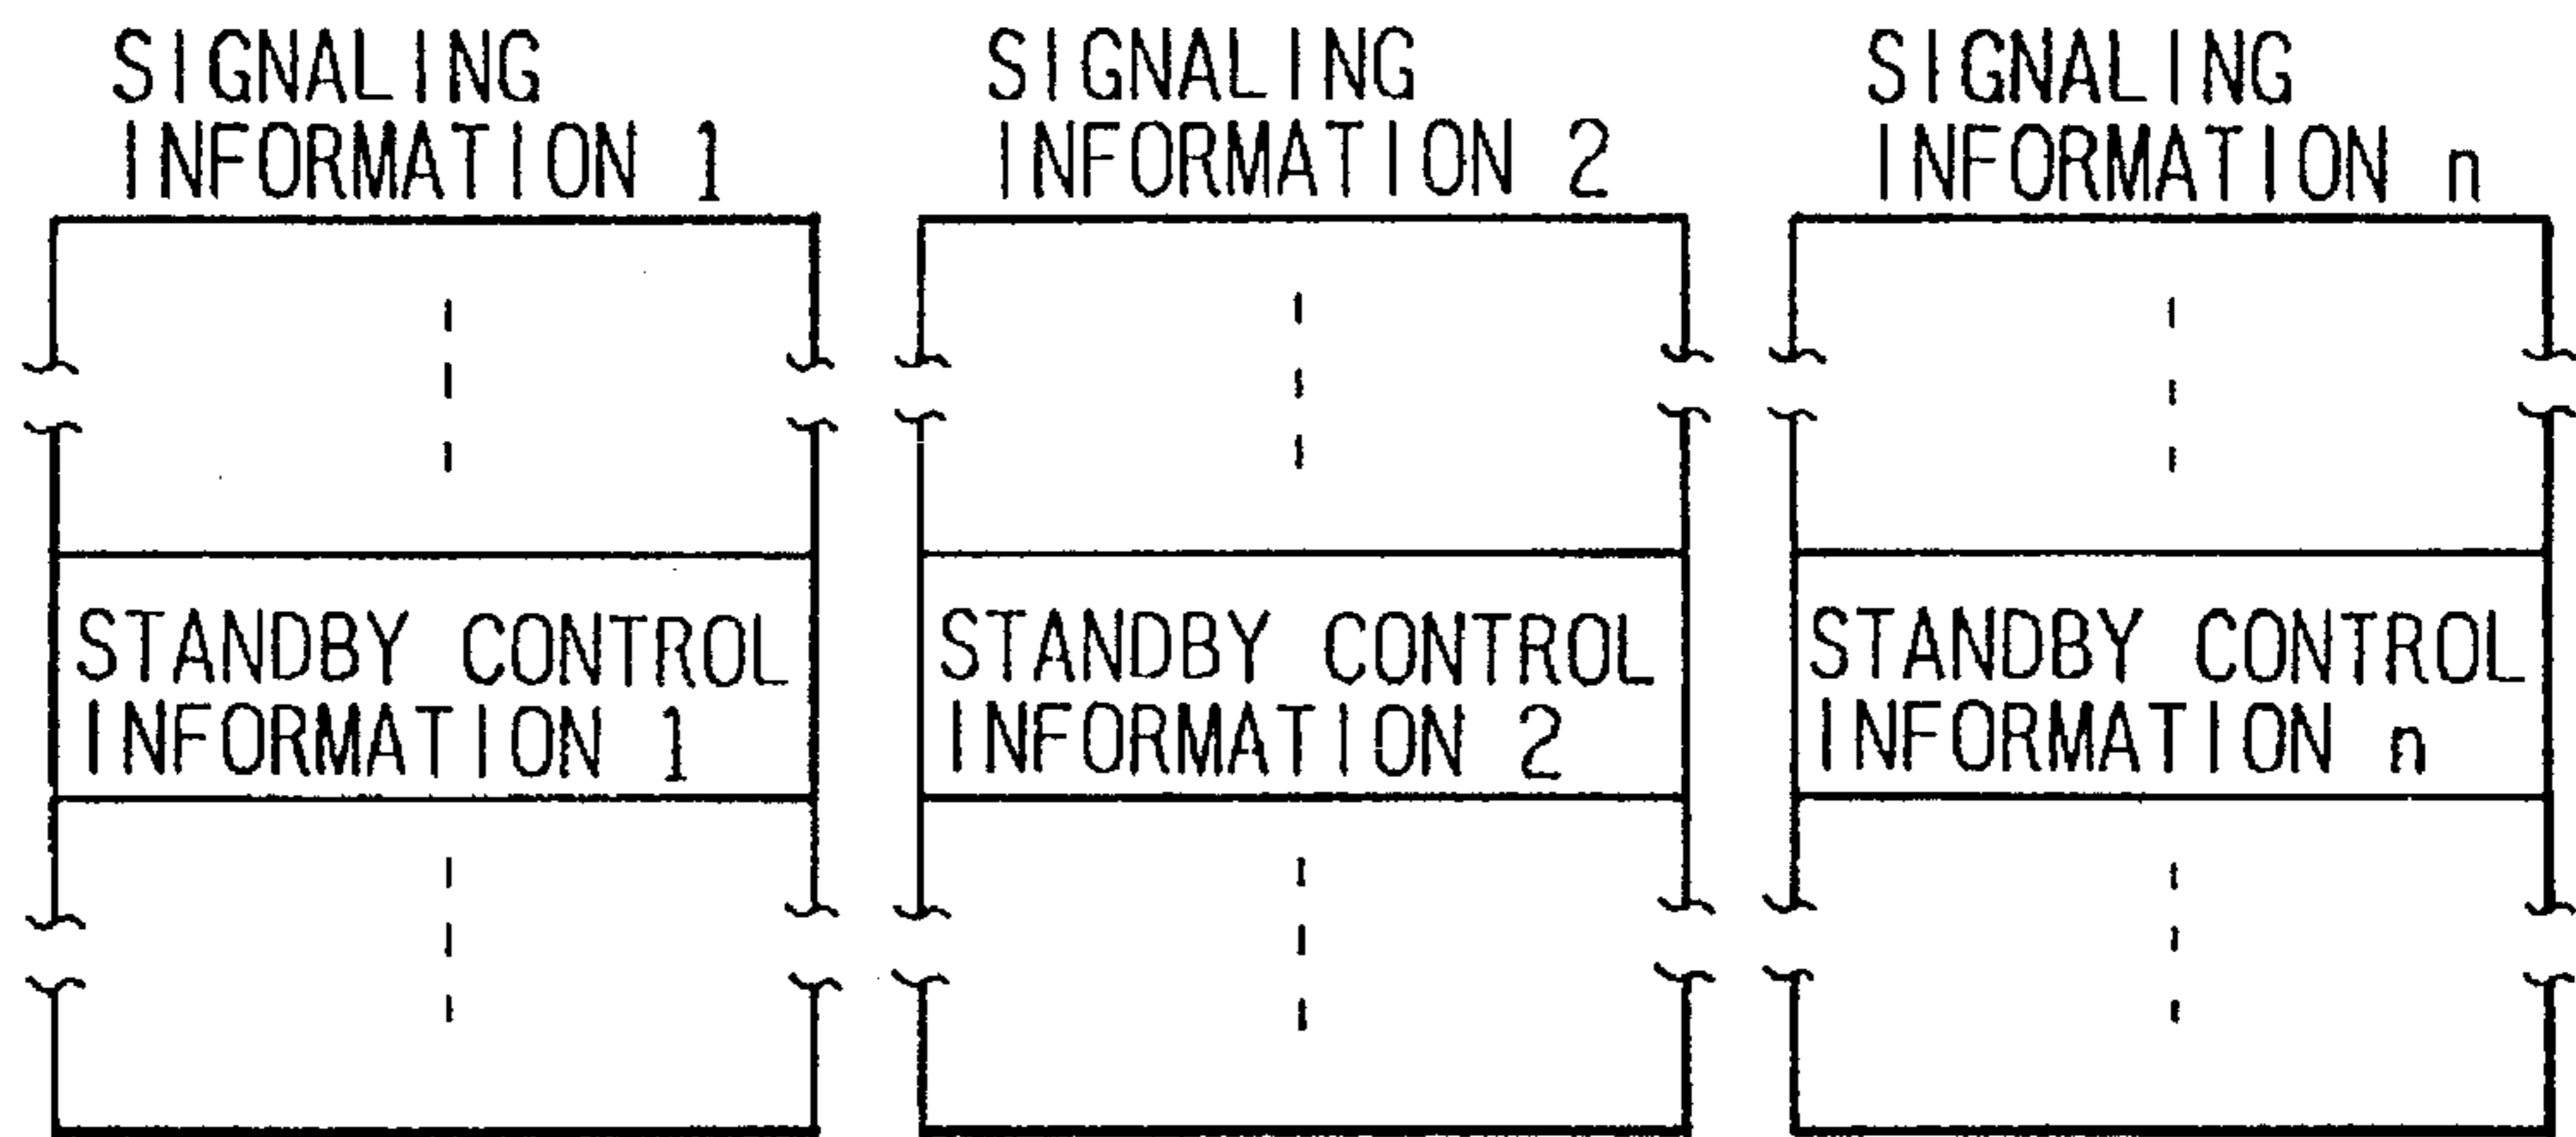 SIGNALING
INFORMATION 1
SIGNALING
INFORMATION 2
SIGNALING
INFORMATION n
STANDBY CONTROL
INFORMATION 1
STANDBY CONTROL
INFORMATION 2
STANDBY CONTROL
INFORMATION n